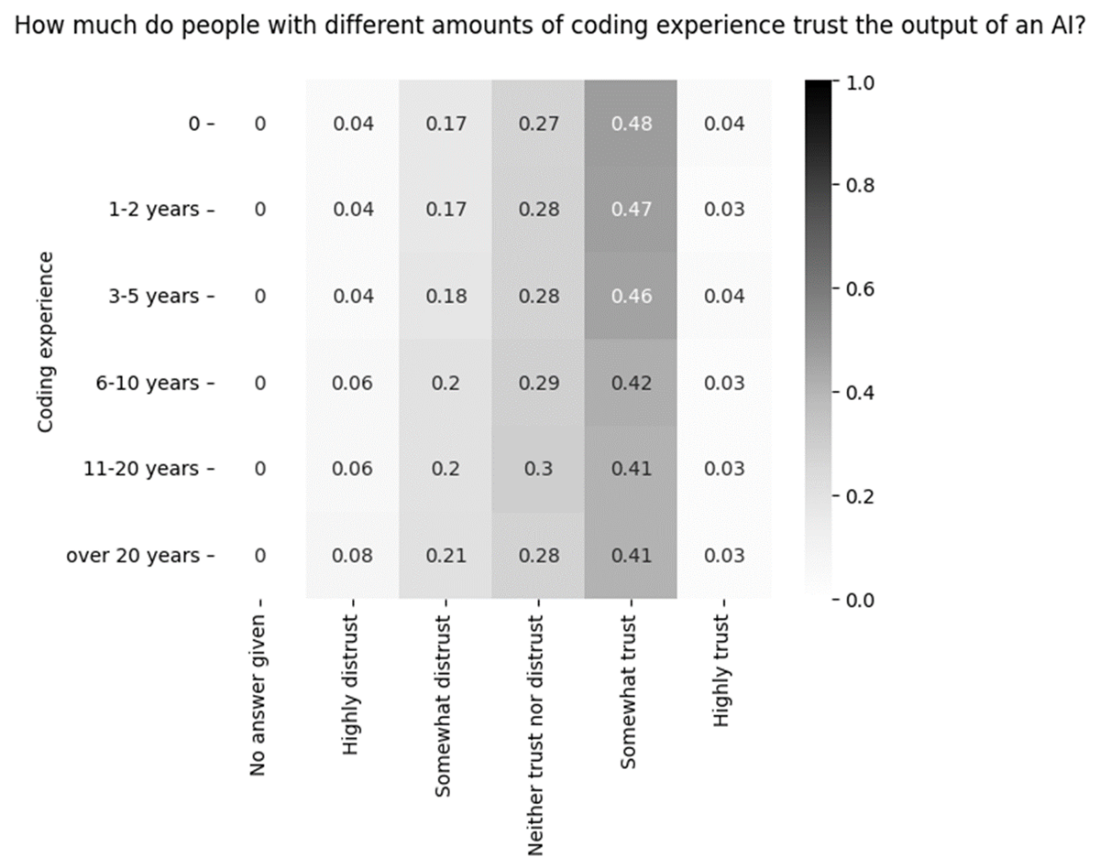 How much do people with different amounts of coding experience trust the output of an AI?
Coding experience
0 0 0.04 0.17 0.27 0.48 0.04
1-2 years 0 0.04 0.17 0.28 0.47 0.03
3-5 years 0 0.04 0.18 0.28 0.46 0.04
6-10 years 0 0.06 0.2 0.29 0.42 0.03
11-20 years 0 0.06 0.2 0.3 0.41 0.03
over 20 years 0 0.08 0.21 0.28 0.41 0.03
No answer given
Highly distrust
Somewhat distrust
Neither trust nor distrust
Somewhat trust
Highly trust
1.0
0.8
0.6
0.4
0.2
0.0